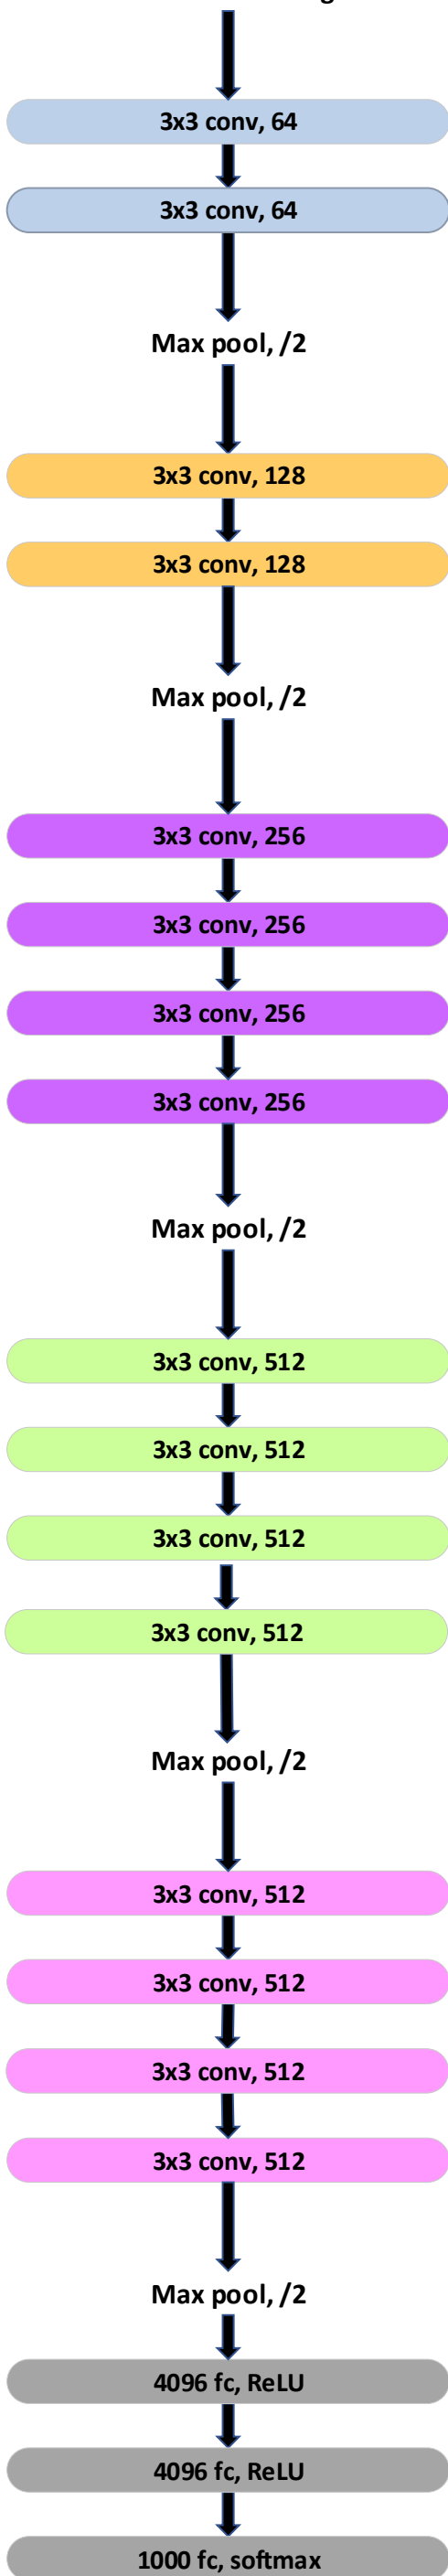 3x3 conv, 64
3x3 conv, 64
Max pool, /2
3x3 conv, 128
3x3 conv, 128
Max pool, /2
3x3 conv, 256
3x3 conv, 256
3x3 conv, 256
3x3 conv, 256
Max pool, /2
3x3 conv, 512
3x3 conv, 512
3x3 conv, 512
3x3 conv, 512
Max pool, /2
3x3 conv, 512
3x3 conv, 512
3x3 conv, 512
3x3 conv, 512
Max pool, /2
4096 fc, ReLU
4096 fc, ReLU
1000 fc, softmax